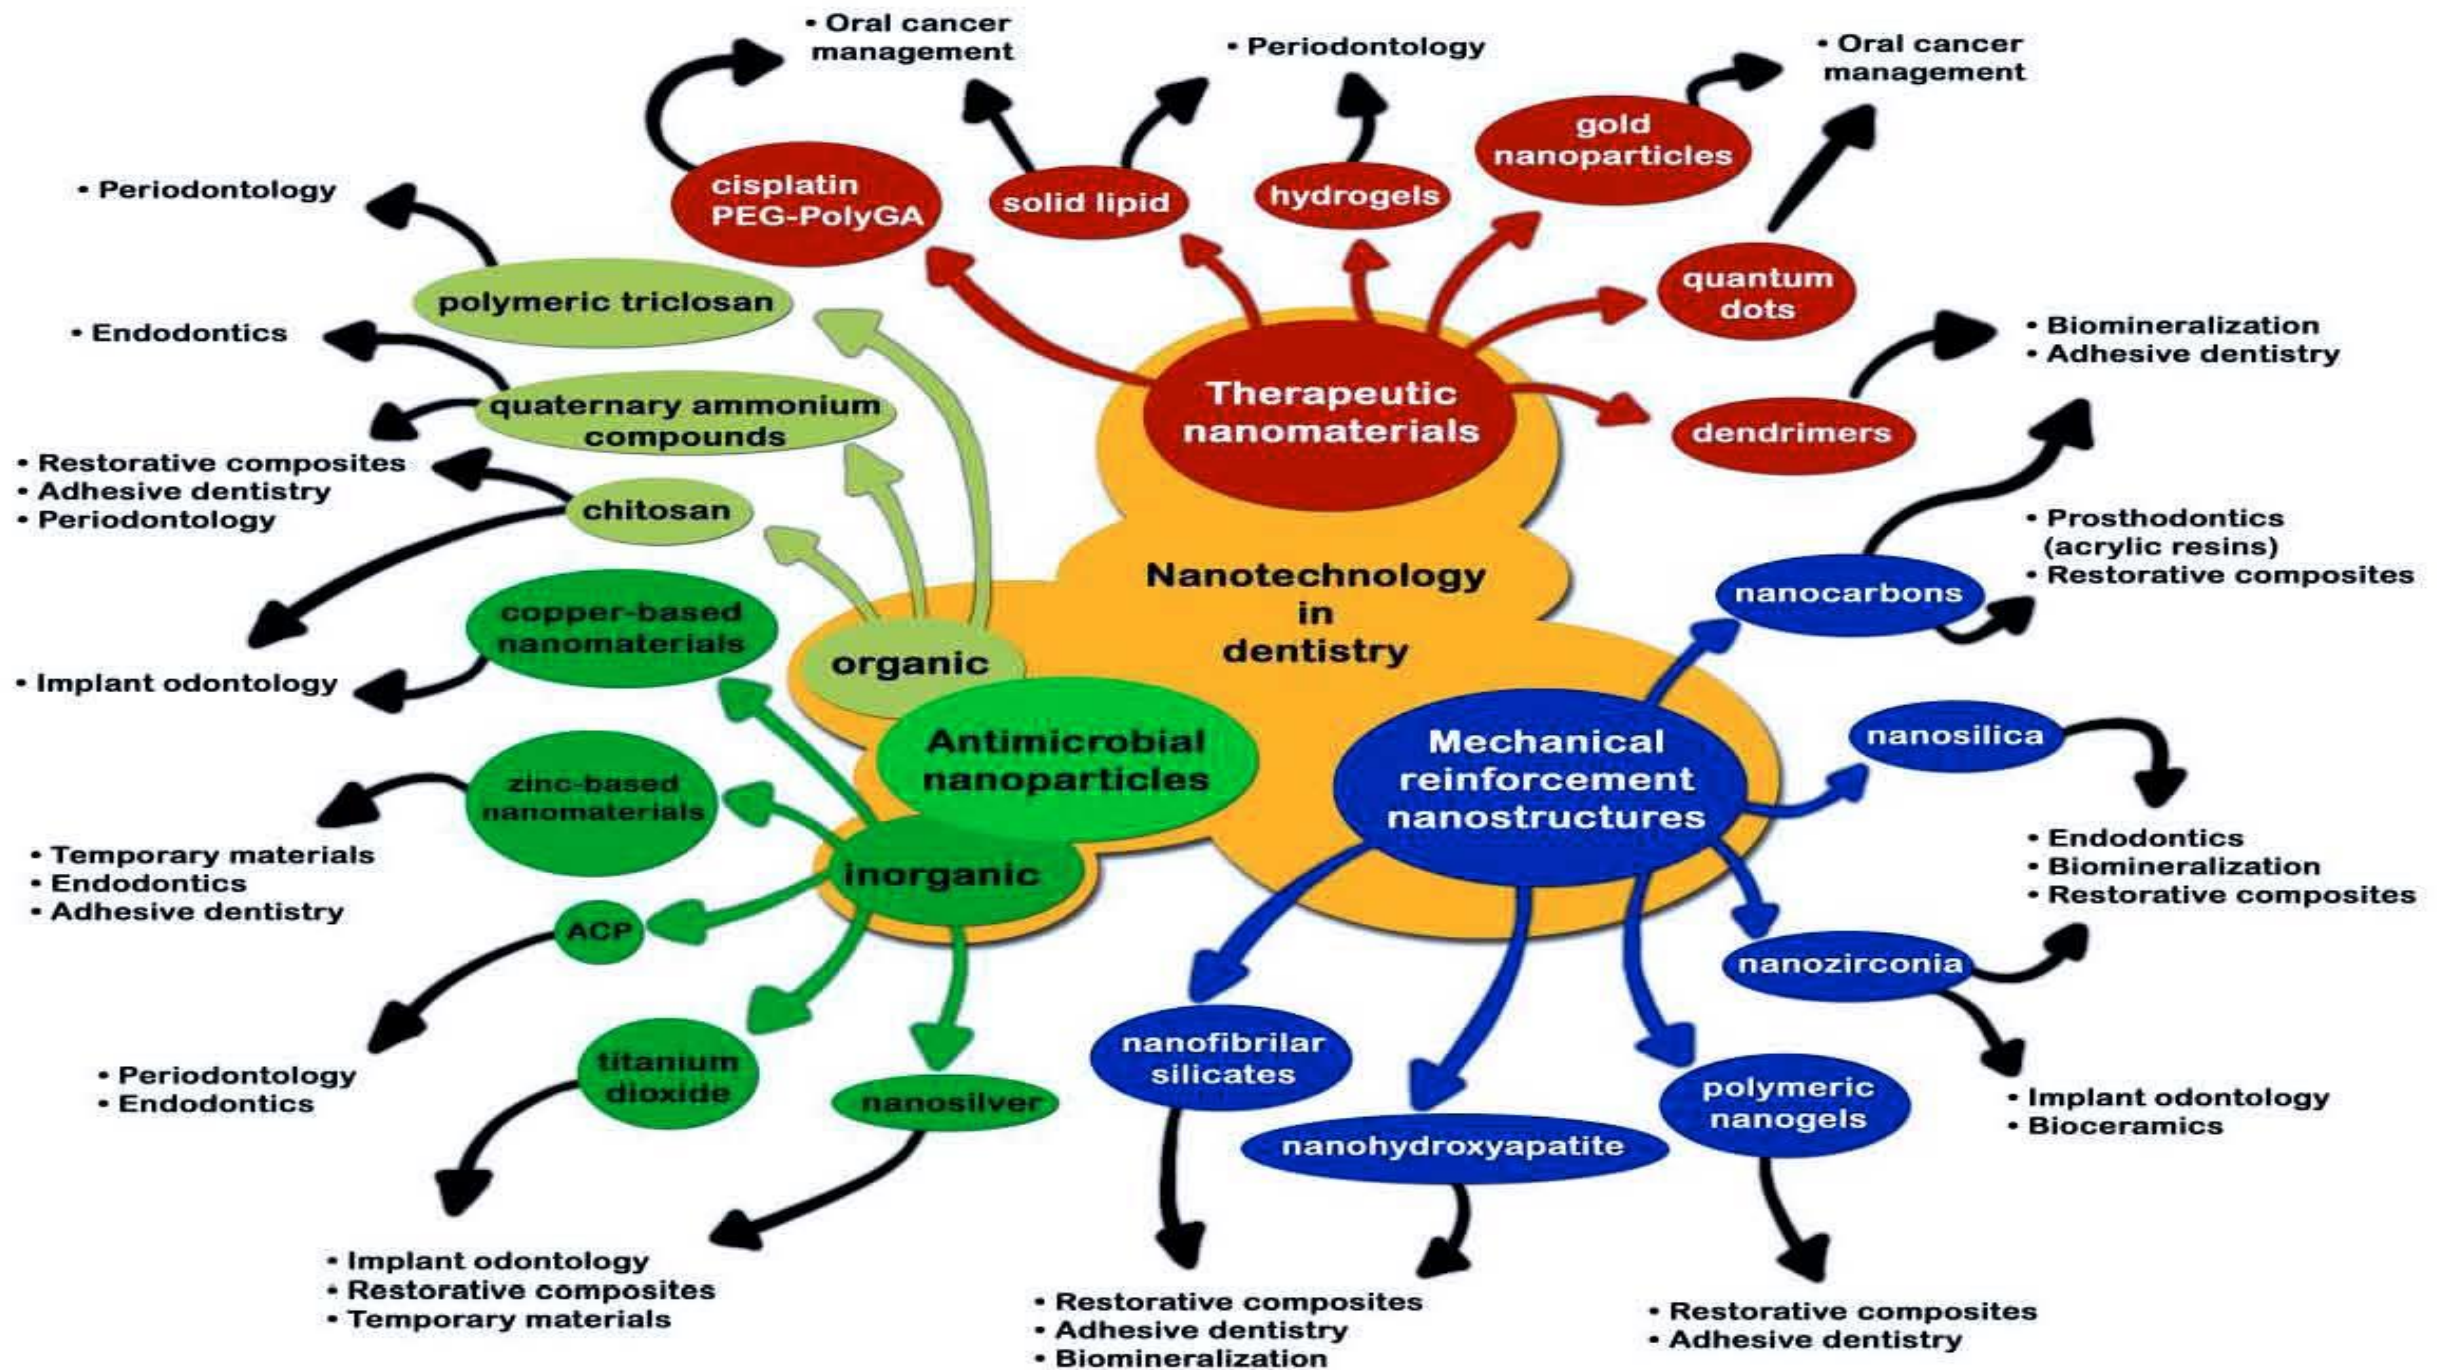 • Oral cancer
management
• Periodontology
• Oral cancer
management
cisplatin
PEG-PolyGA
solid lipid
hydrogels
gold
nanoparticles
quantum
dots
dendrimers
• Biomineralization
• Adhesive dentistry
Therapeutic
nanomaterials
• Periodontology
polymeric triclosan
• Endodontics
quaternary ammonium
compounds
• Restorative composites
• Adhesive dentistry
• Periodontology
chitosan
Nanotechnology
in
dentistry
organic
copper-based
nanomaterials
• Implant odontology
Antimicrobial
nanoparticles
zinc-based
nanomaterials
• Temporary materials
• Endodontics
• Adhesive dentistry
inorganic
ACP
• Periodontology
• Endodontics
titanium
dioxide
nanosilver
• Implant odontology
• Restorative composites
• Temporary materials
Mechanical
reinforcement
nanostructures
nanocarbons
• Prosthodontics
(acrylic resins)
• Restorative composites
nanosilica
• Endodontics
• Biomineralization
• Restorative composites
nanozirconia
• Implant odontology
• Bioceramics
nanofibrilar
silicates
nanohydroxyapatite
polymeric
nanogels
• Restorative composites
• Adhesive dentistry
• Biomineralization
• Restorative composites
• Adhesive dentistry